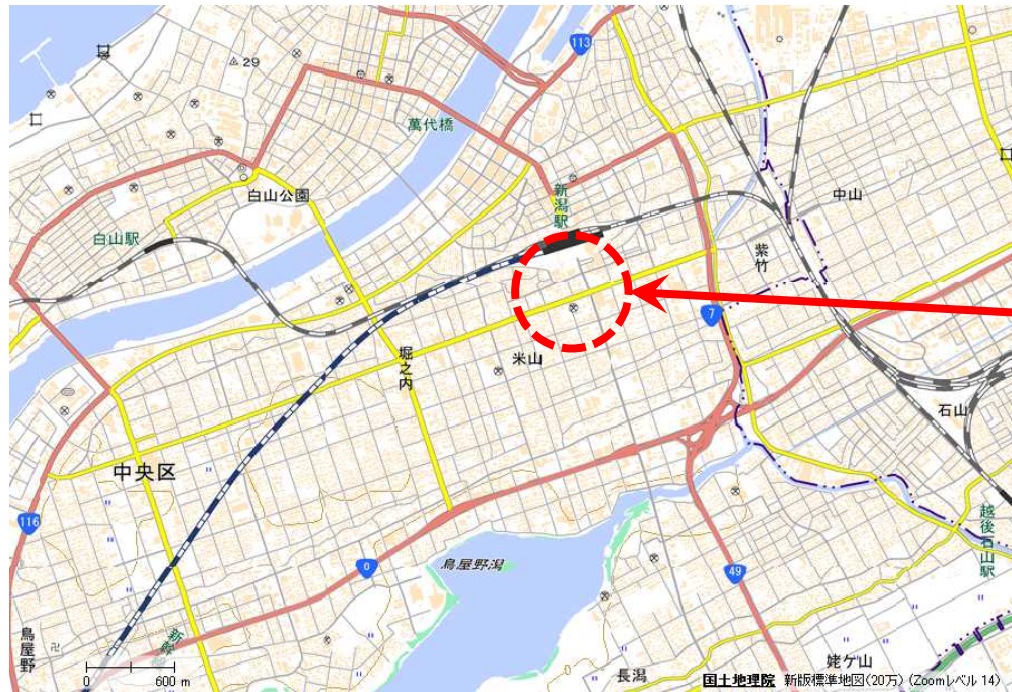 113
29
萬代橋
新潟駅
白山公園
白山駅
中山
紫竹
7
米山
堀之内
石山
中央区
116
越後石山駅
鳥屋野潟
0
49
鳥屋野
新幹
0
600 m
長潟
姥ケ山
国土地理院 新版標準地図(20万) (Zoomレベル 14)